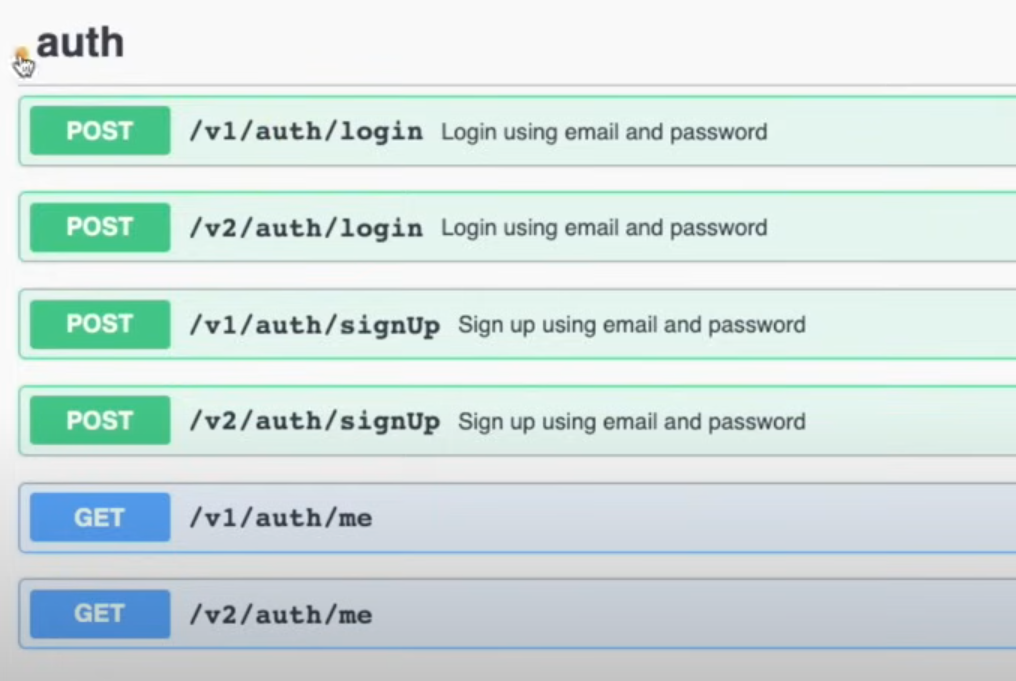 auth
POST /v1/auth/login Login using email and password
POST /v2/auth/login Login using email and password
POST /v1/auth/signUp Sign up using email and password
POST /v2/auth/signUp Sign up using email and password
GET /v1/auth/me
GET /v2/auth/me